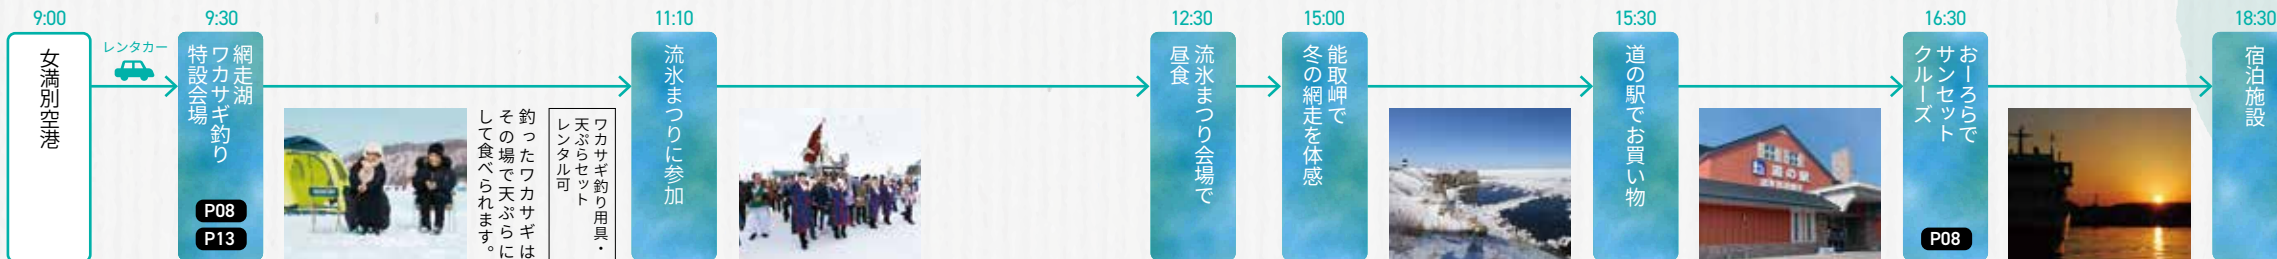 9:00
女満別空港
レンタカー
9:30
網走湖
ワカサギ釣り
特設会場
P08
P13
ワカサギ釣り用具・
天ぷらセット
レンタル可
釣ったワカサギは
その場で天ぷらに
して食べられます。
11:10
流氷まつりに参加
12:30
流氷まつり会場で
昼食
15:00
能取岬で
冬の網走を体感
15:30
道の駅でお買い物
道の駅
16:30
おーろらで
サンセット
クルーズ
P08
18:30
宿泊施設